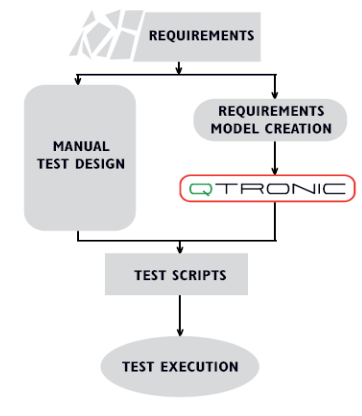 REQUIREMENTS
MANUAL
TEST DESIGN
REQUIREMENTS
MODEL CREATION
QTRONIC
TEST SCRIPTS
TEST EXECUTION